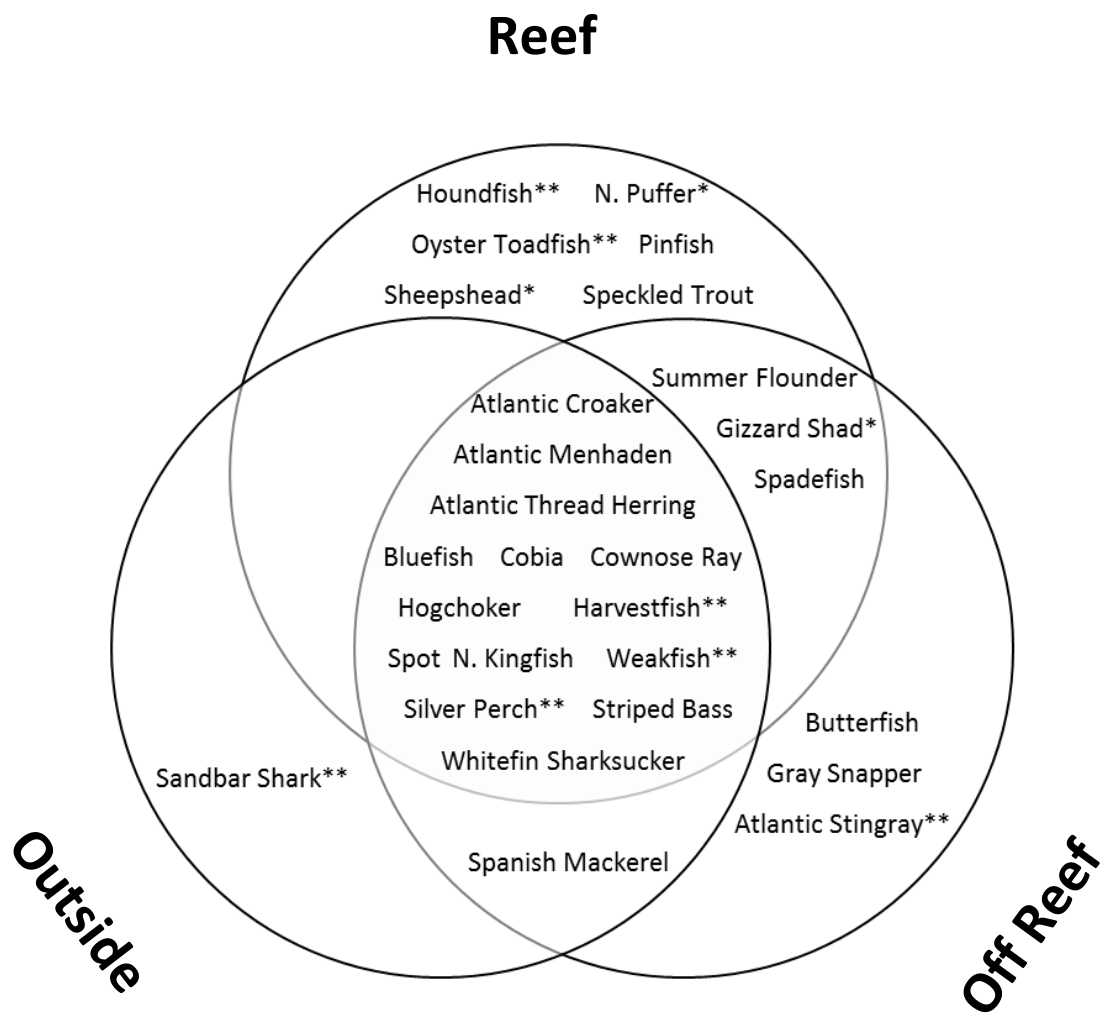 Reef
Houndfish** N. Puffer*
Oyster Toadfish** Pinfish
Sheepshead* Speckled Trout
Summer Flounder
Atlantic Croaker
Gizzard Shad*
Atlantic Menhaden
Spadefish
Atlantic Thread Herring
Bluefish Cobia Cownose Ray
Hogchoker Harvestfish**
Spot N. Kingfish Weakfish**
Silver Perch** Striped Bass
Butterfish
Whitefin Sharksucker
Gray Snapper
Sandbar Shark**
Atlantic Stingray**
Spanish Mackerel
Outside
Off Reef